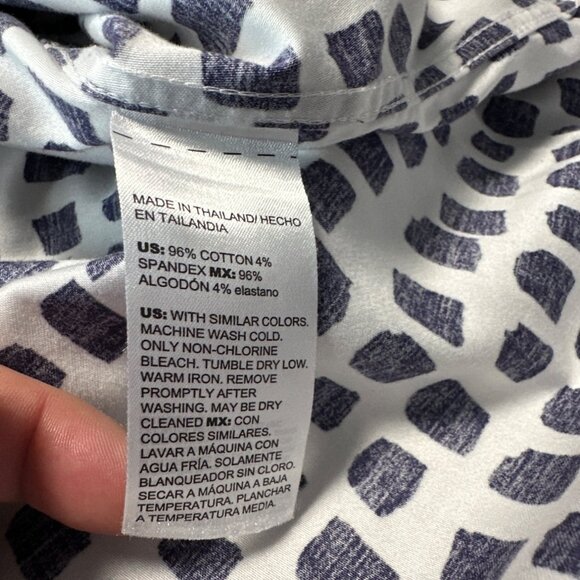 MADE IN THAILAND/ HECHO
EN TAILANDIA
US: 96% COTTON 4%
SPANDEX MX: 96%
ALGODÓN 4% elastano
US: WITH SIMILAR COLORS.
MACHINE WASH COLD.
ONLY NON-CHLORINE
BLEACH. TUMBLE DRY LOW.
WARM IRON. REMOVE
PROMPTLY AFTER
WASHING. MAY BE DRY
CLEANED MX: CON
COLORES SIMILARES.
LAVAR A MÁQUINA CON
AGUA FRÍA. SOLAMENTE
BLANQUEADOR SIN CLORO.
SECAR A MÁQUINA A BAJA
TEMPERATURA. PLANCHAR
A TEMPERATURA MEDIA.